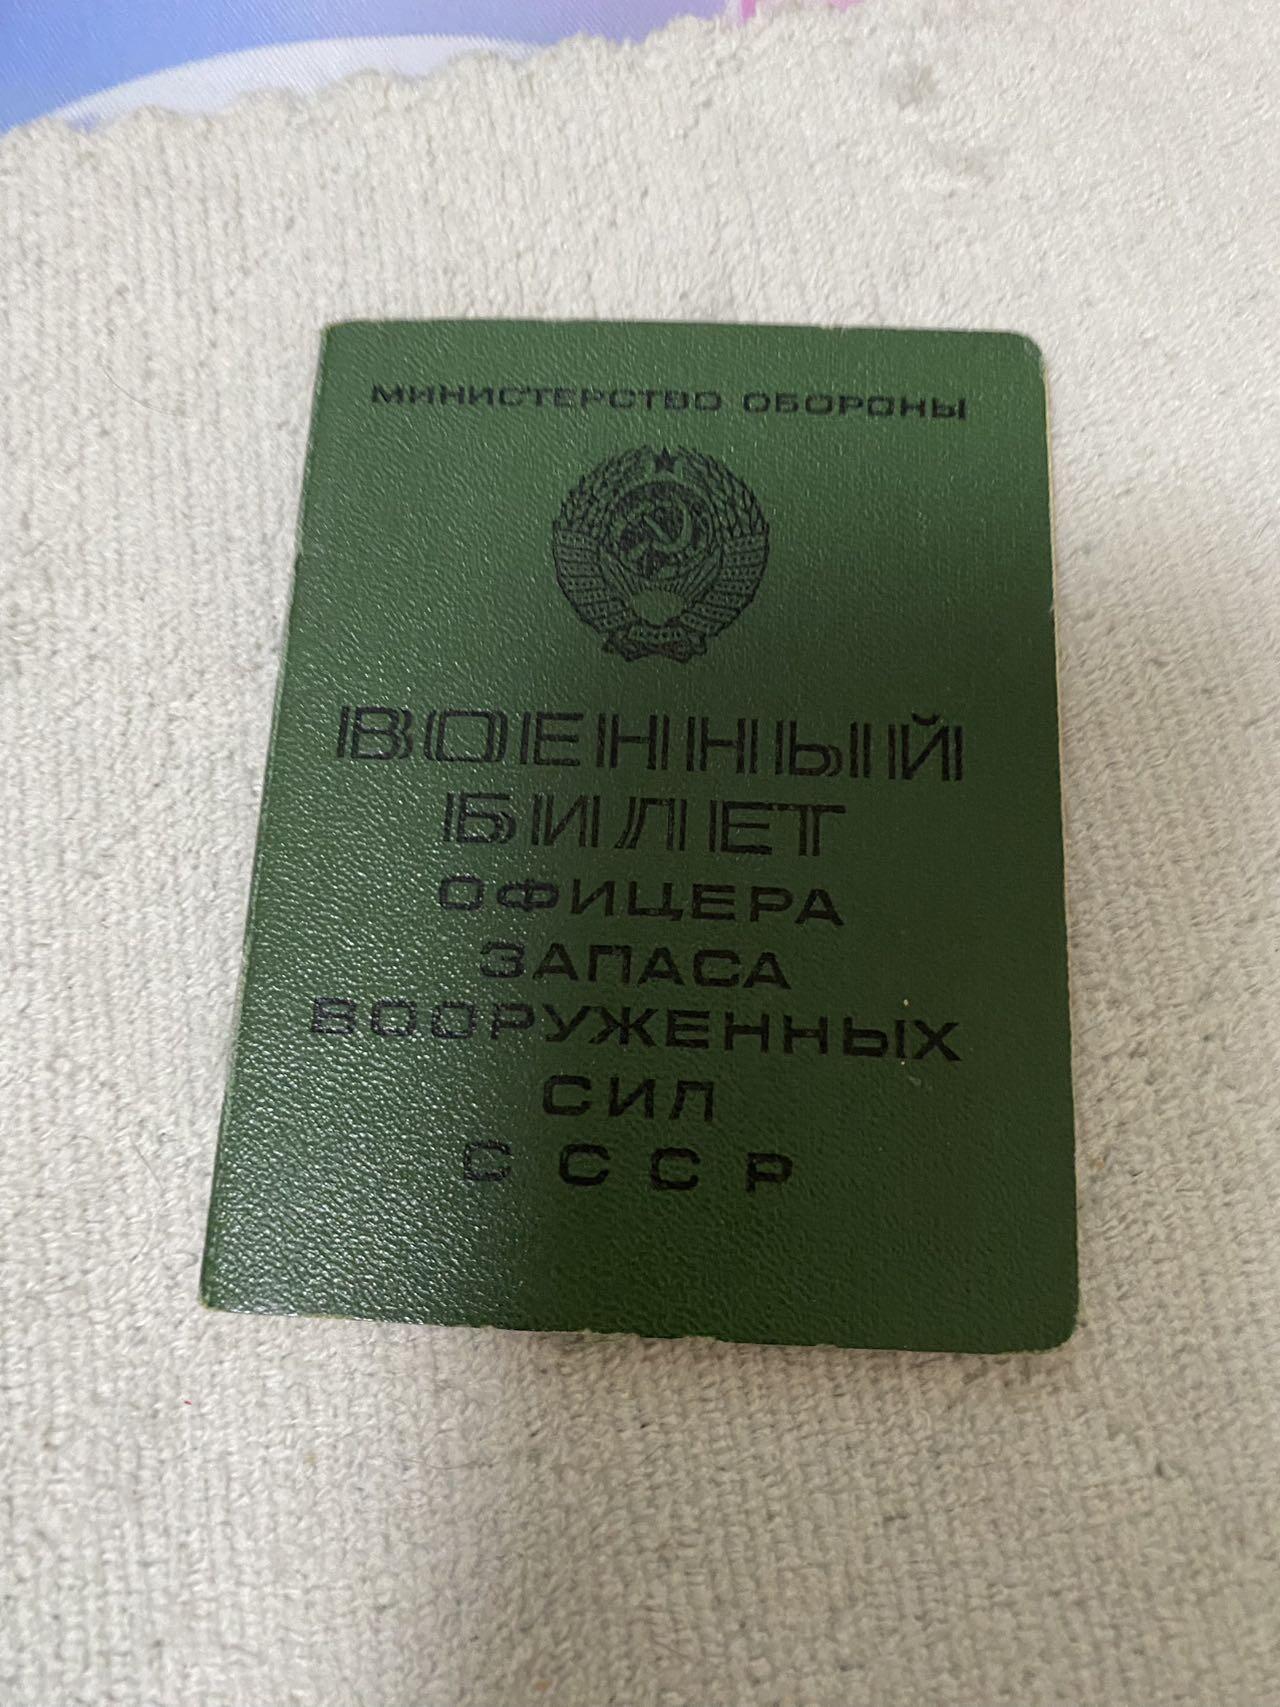 МИНИСТЕРСТВО ОБОРОНЫ
ВОЕННЫЙ
БИЛЕТ
ОФИЦЕРА
ЗАПАСА
ВООРУЖЕННЫХ
СИЛ
СССР